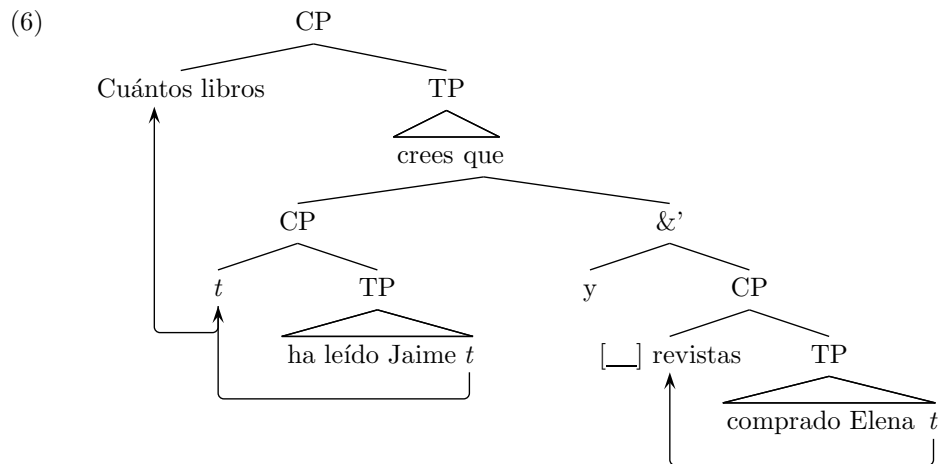 (6) CP
Cuántos libros TP
crees que
CP &’
t TP y CP
ha leído Jaime t [__] revistas TP
comprado Elena t